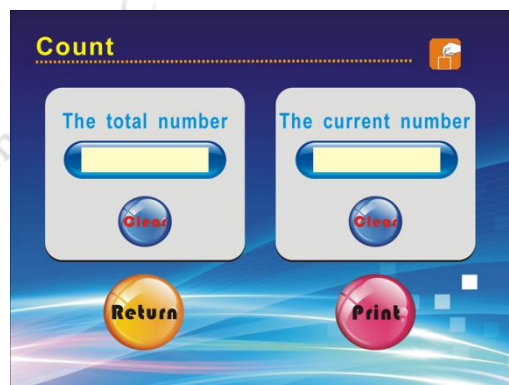 Count
The total number
The current number
Clear
Clear
Return
Print